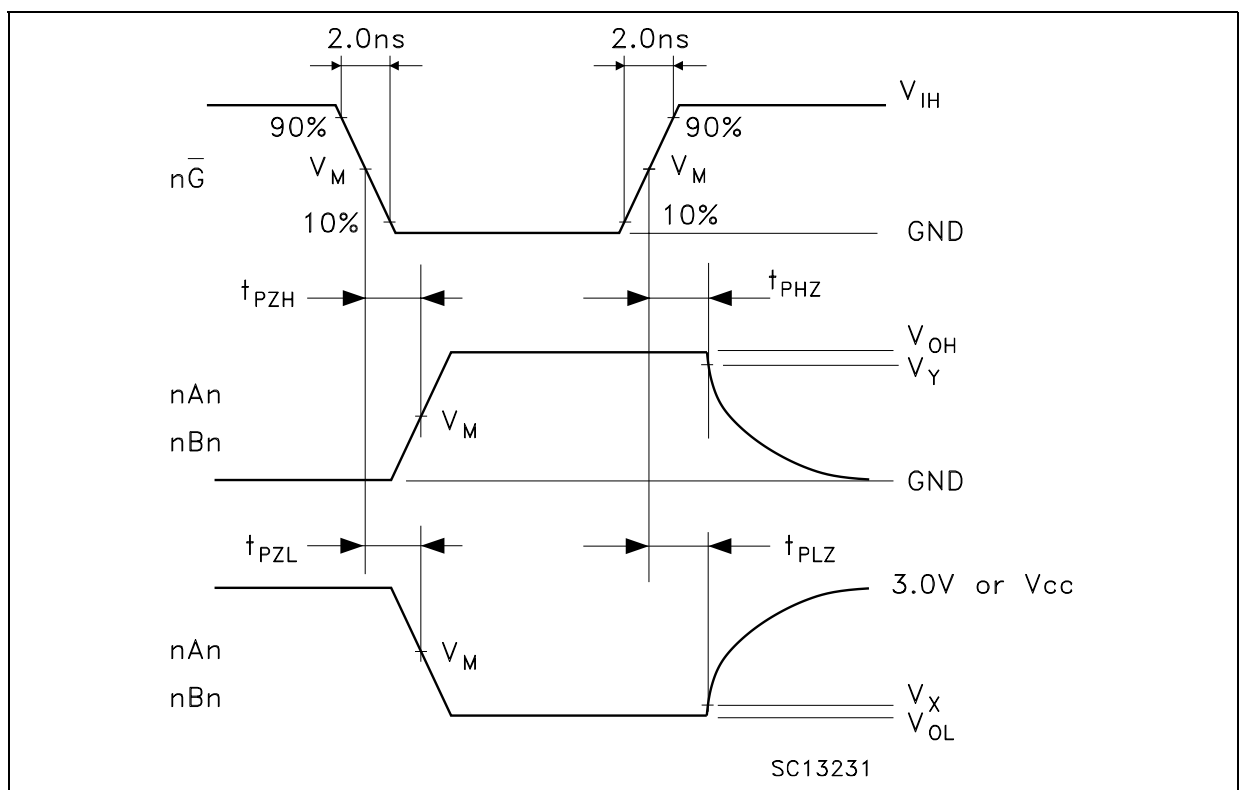 2.0ns 2.0ns
V_IH
90% 90%
nG̅ V_M V_M
10% 10%
GND
t_PZH t_PHZ
V_OH
V_Y
nAn
V_M
nBn
GND
t_PZL t_PLZ
3.0V or Vcc
nAn V_M
nBn V_X
V_OL
SC13231